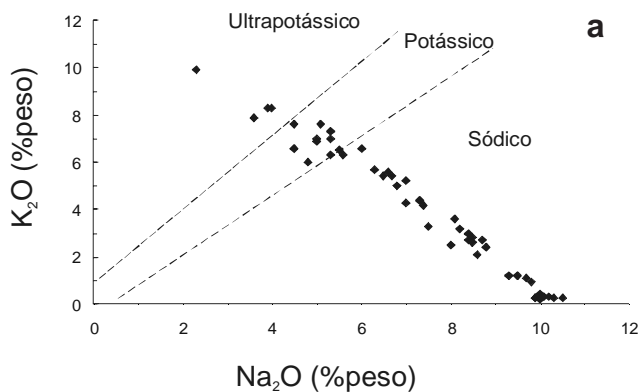 a
Ultrapotássico
Potássico
Sódico
K₂O (%peso)
12
10
8
6
4
2
0
0 2 4 6 8 10 12
Na₂O (%peso)